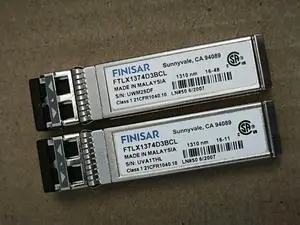 FINISAR Sunnyvale, CA 94089
FTLX1374D3BCL
MADE IN MALAYSIA 1310 nm 16-48
S/N: UWM25DF
Class 1 21CFR1040.10 LN#50 6/2007
FINISAR Sunnyvale, CA 94089
FTLX1374D3BCL
MADE IN MALAYSIA 1310 nm 16-11
S/N: UVA1THL
Class 1 21CFR1040.10 LN#50 6/2007